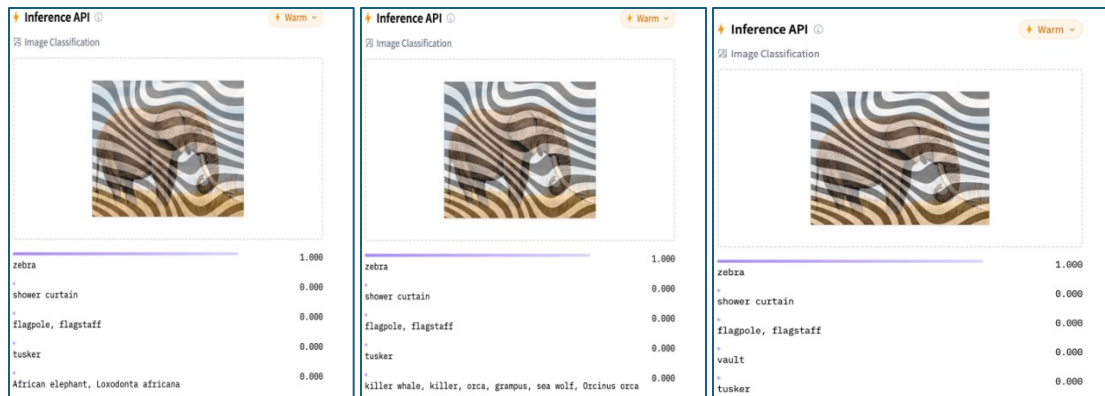 Inference API
Warm
Image Classification
zebra 1.000
shower curtain 0.000
flagpole, flagstaff 0.000
tusker 0.000
African elephant, Loxodonta africana 0.000
Inference API
Warm
Image Classification
zebra 1.000
shower curtain 0.000
flagpole, flagstaff 0.000
tusker 0.000
killer whale, killer, orca, grampus, sea wolf, Orcinus orca 0.000
Inference API
Warm
Image Classification
zebra 1.000
shower curtain 0.000
flagpole, flagstaff 0.000
vault 0.000
tusker 0.000